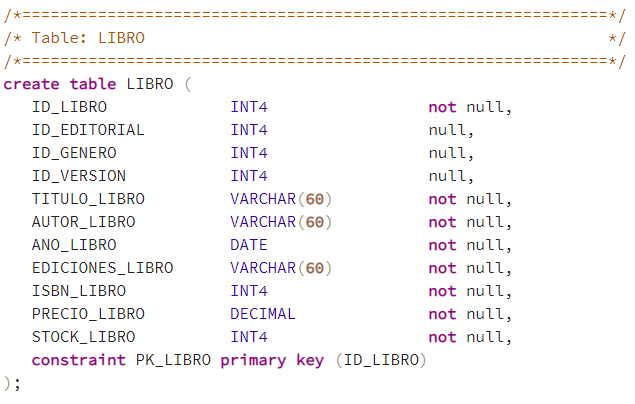 /*==============================================================*/
/* Table: LIBRO                                                 */
/*==============================================================*/
create table LIBRO (
   ID_LIBRO             INT4                 not null,
   ID_EDITORIAL         INT4                 null,
   ID_GENERO            INT4                 null,
   ID_VERSION           INT4                 null,
   TITULO_LIBRO         VARCHAR(60)          not null,
   AUTOR_LIBRO          VARCHAR(60)          not null,
   ANO_LIBRO            DATE                 not null,
   EDICIONES_LIBRO      VARCHAR(60)          not null,
   ISBN_LIBRO           INT4                 not null,
   PRECIO_LIBRO         DECIMAL              not null,
   STOCK_LIBRO          INT4                 not null,
   constraint PK_LIBRO primary key (ID_LIBRO)
);